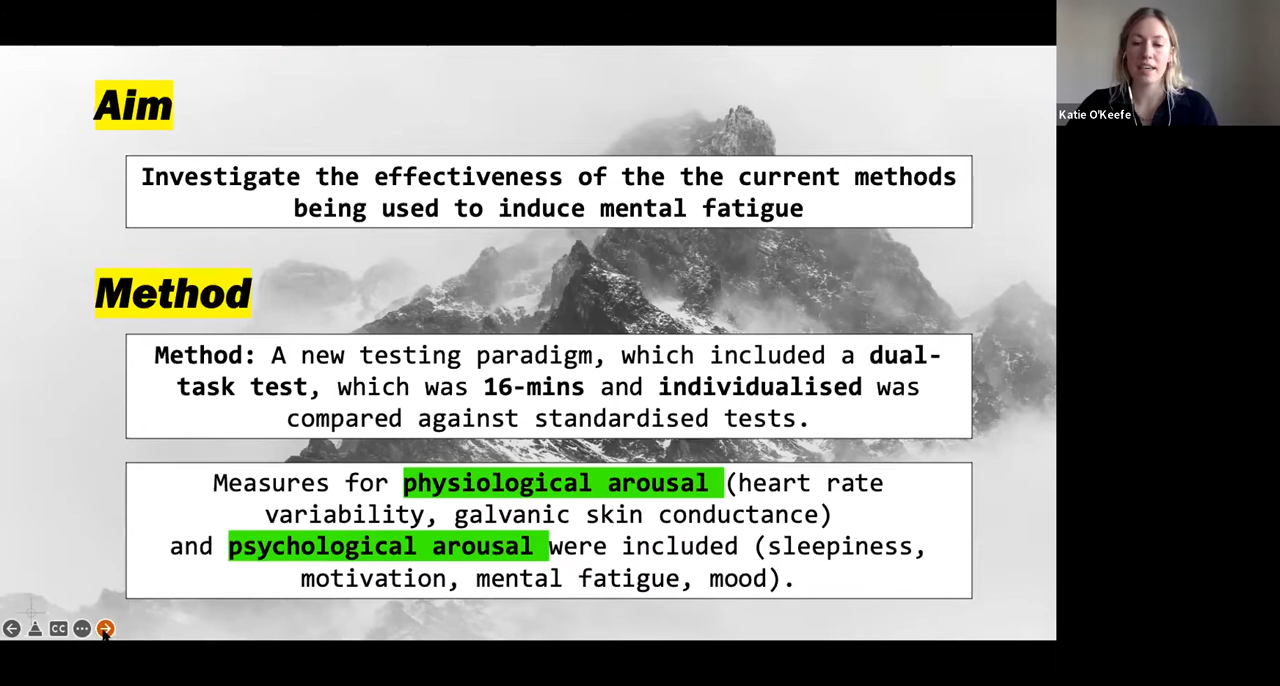 Aim
Investigate the effectiveness of the the current methods
being used to induce mental fatigue
Method
Method: A new testing paradigm, which included a dual-
task test, which was 16-mins and individualised was
compared against standardised tests.
Measures for physiological arousal (heart rate
variability, galvanic skin conductance)
and psychological arousal were included (sleepiness,
motivation, mental fatigue, mood).
CC
Katie O'Keefe